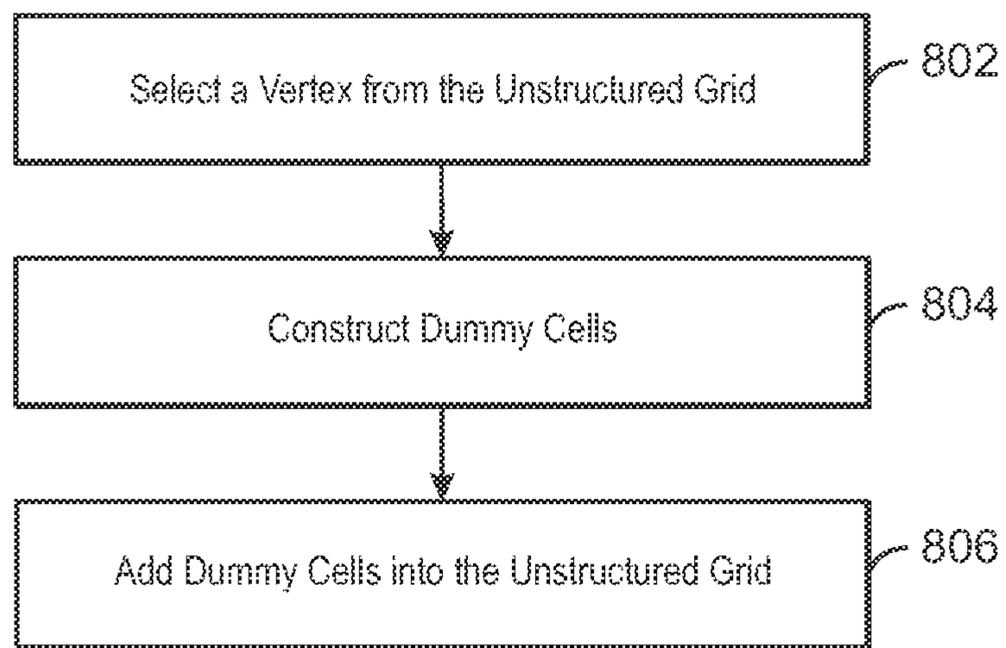 Select a Vertex from the Unstructured Grid
802
Construct Dummy Cells
804
Add Dummy Cells into the Unstructured Grid
806